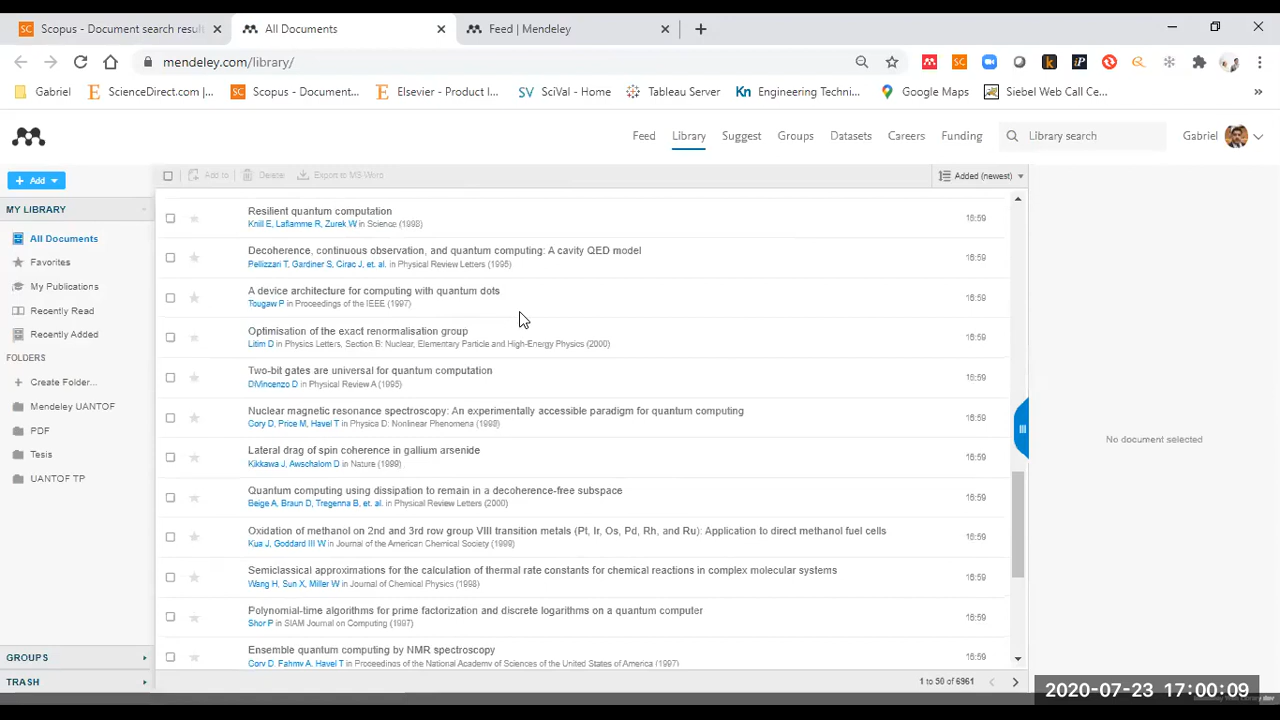 Scopus - Document search result
All Documents
Feed | Mendeley
mendeley.com/library/
Gabriel
ScienceDirect.com |...
Scopus - Document...
Elsevier - Product I...
SciVal - Home
Tableau Server
Kn Engineering Techni...
Google Maps
Siebel Web Call Ce...
Feed
Library
Suggest
Groups
Datasets
Careers
Funding
Library search
Gabriel
+ Add
Add to
Delete
Export to MS Word
Added (newest)
MY LIBRARY
All Documents
Favorites
My Publications
Recently Read
Recently Added
FOLDERS
Create Folder...
Mendeley UANTOF
PDF
Tesis
UANTOF TP
GROUPS
TRASH
Resilient quantum computation
Knill E, Laflamme R, Zurek W in Science (1998)
16:59
Decoherence, continuous observation, and quantum computing: A cavity QED model
Pellizzari T, Gardiner S, Cirac J, et. al. in Physical Review Letters (1995)
16:59
A device architecture for computing with quantum dots
Tougaw P in Proceedings of the IEEE (1997)
16:59
Optimisation of the exact renormalisation group
Litim D in Physics Letters, Section B: Nuclear, Elementary Particle and High-Energy Physics (2000)
16:59
Two-bit gates are universal for quantum computation
DiVincenzo D in Physical Review A (1995)
16:59
Nuclear magnetic resonance spectroscopy: An experimentally accessible paradigm for quantum computing
Cory D, Price M, Havel T in Physica D: Nonlinear Phenomena (1998)
16:59
Lateral drag of spin coherence in gallium arsenide
Kikkawa J, Awschalom D in Nature (1999)
16:59
Quantum computing using dissipation to remain in a decoherence-free subspace
Beige A, Braun D, Tregenna B, et. al. in Physical Review Letters (2000)
16:59
Oxidation of methanol on 2nd and 3rd row group VIII transition metals (Pt, Ir, Os, Pd, Rh, and Ru): Application to direct methanol fuel cells
Kua J, Goddard III W in Journal of the American Chemical Society (1999)
16:59
Semiclassical approximations for the calculation of thermal rate constants for chemical reactions in complex molecular systems
Wang H, Sun X, Miller W in Journal of Chemical Physics (1998)
16:59
Polynomial-time algorithms for prime factorization and discrete logarithms on a quantum computer
Shor P in SIAM Journal on Computing (1997)
16:59
Ensemble quantum computing by NMR spectroscopy
Cory D, Fahmy A, Havel T in Proceedings of the National Academy of Sciences of the United States of America (1997)
16:59
1 to 50 of 6961
No document selected
2020-07-23 17:00:09